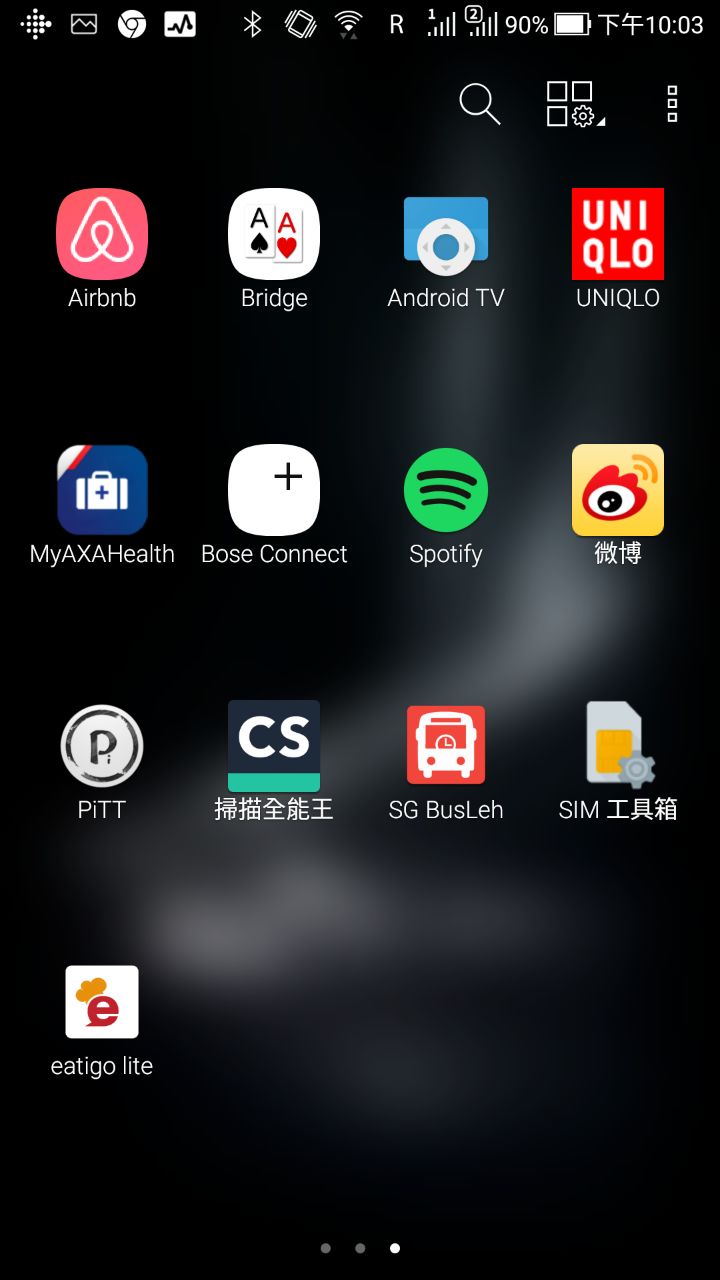 R 1 2 90% 下午10:03
A A
UNI
QLO
Airbnb Bridge Android TV UNIQLO
MyAXAHealth Bose Connect Spotify 微博
P i CS
PiTT 掃描全能王 SG BusLeh SIM 工具箱
e
eatigo lite